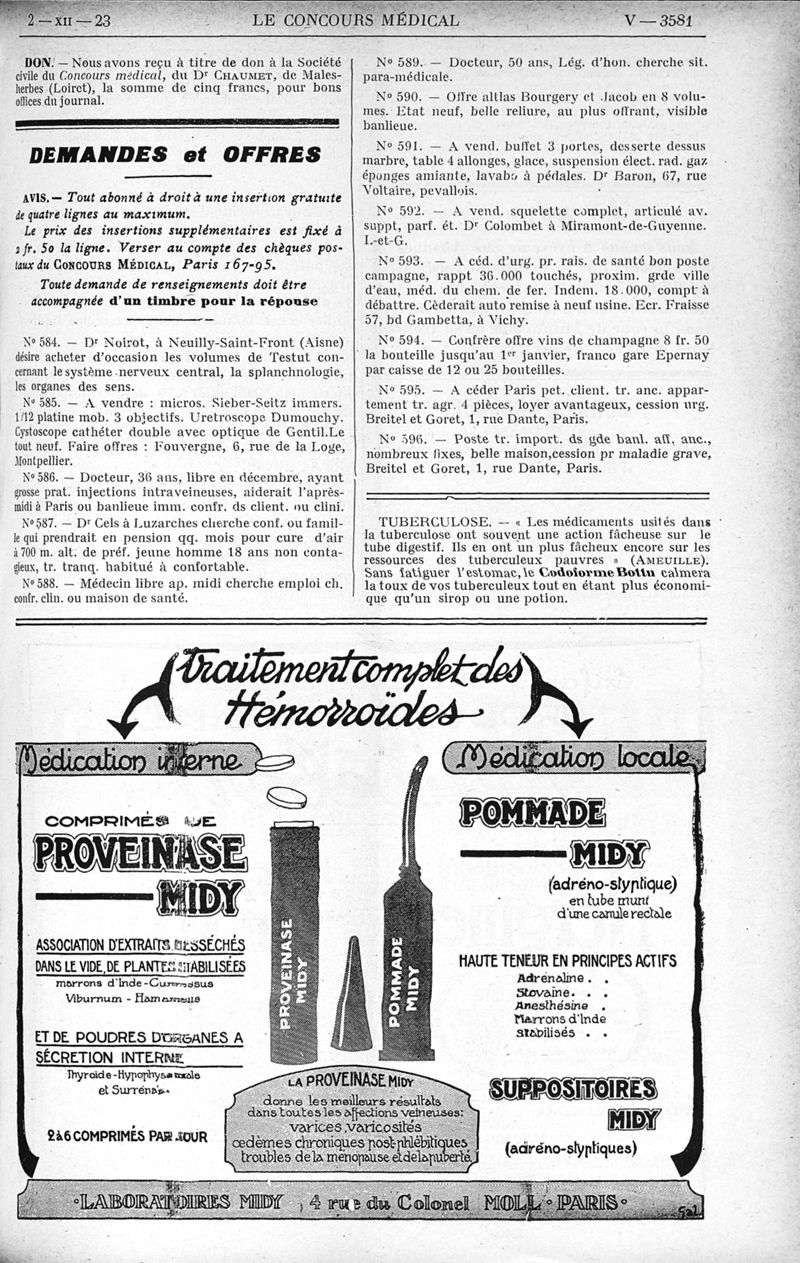 2 — XII — 23
LE CONCOURS MÉDICAL
V — 3581
DON. — Nous avons reçu à titre de don à la Société
civile du Concours médical, du Dr CHAUMET, de Males-
herbes (Loiret), la somme de cinq francs, pour bons
offices du journal.
DEMANDES et OFFRES
AVIS. — Tout abonné à droit à une insertion gratuite
de quatre lignes au maximum.
Le prix des insertions supplémentaires est fixé à
2 fr. 50 la ligne. Verser au compte des chèques pos-
taux du CONCOURS MÉDICAL, Paris 167-95.
Toute demande de renseignements doit être
accompagnée d'un timbre pour la réponse
No 584. — Dr Noirot, à Neuilly-Saint-Front (Aisne)
désire acheter d'occasion les volumes de Testut con-
cernant le système nerveux central, la splanchnologie,
les organes des sens.
No 585. — A vendre : micros. Sieber-Seitz immers.
1/12 platine mob. 3 objectifs. Uretroscope Dumouchy.
Cystoscope cathéter double avec optique de Gentil. Le
tout neuf. Faire offres : Fouvergne, 6, rue de la Loge,
Montpellier.
No 586. — Docteur, 36 ans, libre en décembre, ayant
grosse prat. injections intraveineuses, aiderait l'après-
midi à Paris ou banlieue imm. confr. ds client. ou clini.
No 587. — Dr Cels à Luzarches cherche conf. ou famil-
le qui prendrait en pension qq. mois pour cure d'air
à 700 m. alt. de préf. jeune homme 18 ans non conta-
gieux, tr. tranq. habitué à confortable.
No 588. — Médecin libre ap. midi cherche emploi ch.
confr. clin. ou maison de santé.
No 589. — Docteur, 50 ans, Lég. d'hon. cherche sit.
para-médicale.
No 590. — Offre altlas Bourgery et Jacob en 8 volu-
mes. Etat neuf, belle reliure, au plus offrant, visible
banlieue.
No 591. — A vend. buffet 3 portes, desserte dessus
marbre, table 4 allonges, glace, suspension élect. rad. gaz
éponges amiante, lavabo à pédales. Dr Baron, 67, rue
Voltaire, pevallois.
No 592. — A vend. squelette complet, articulé av.
suppt, parf. ét. Dr Colombet à Miramont-de-Guyenne.
L-et-G.
No 593. — A céd. d'urg. pr. rais. de santé bon poste
campagne, rappt 36.000 touchés, proxim. grde ville
d'eau, méd. du chem. de fer. Indem. 18.000, compt à
débattre. Cèderait auto remise à neuf usine. Ecr. Fraisse
57, bd Gambetta, à Vichy.
No 594. — Confrère offre vins de champagne 8 fr. 50
la bouteille jusqu'au 1er janvier, franco gare Epernay
par caisse de 12 ou 25 bouteilles.
No 595. — A céder Paris pet. client. tr. anc. appar-
tement tr. agr. 4 pièces, loyer avantageux, cession urg.
Breitel et Goret, 1, rue Dante, Paris.
No 596. — Poste tr. import. ds gde banl. aff. anc.,
nombreux fixes, belle maison, cession pr maladie grave,
Breitel et Goret, 1, rue Dante, Paris.
TUBERCULOSE. — « Les médicaments usités dans
la tuberculose ont souvent une action fâcheuse sur le
tube digestif. Ils en ont un plus fâcheux encore sur les
ressources des tuberculeux pauvres » (AMEUILLE).
Sans fatiguer l'estomac, le Codoforme Bottu calmera
la toux de vos tuberculeux tout en étant plus économi-
que qu'un sirop ou une potion.
Traitement complet des
Hémorroïdes
Médication interne
COMPRIMÉS DE
PROVEINASE
MIDY
ASSOCIATION D'EXTRAITS DESSÉCHÉS
DANS LE VIDE, DE PLANTES STABILISÉES
marrons d'Inde - Cupressus
Viburnum - Hamamelis
ET DE POUDRES D'ORGANES A
SÉCRETION INTERNE
Thyroide - Hypophyse totale
et Surrénale
2 à 6 COMPRIMÉS PAR JOUR
PROVEINASE
MIDY
POMMADE
MIDY
LA PROVEINASE MIDY
donne les meilleurs résultats
dans toutes les affections veineuses:
varices, varicosités
œdèmes chroniques post-phlébitiques
troubles de la ménopause et de la puberté.
Médication locale
POMMADE
MIDY
(adréno-styptique)
en tube muni
d'une canule rectale
HAUTE TENEUR EN PRINCIPES ACTIFS
Adrénaline . .
Stovaine . . .
Anesthésine .
Marrons d'Inde
stabilisés . .
SUPPOSITOIRES
MIDY
(adréno-styptiques)
LABORATOIRES MIDY, 4 rue du Colonel MOLL - PARIS
Gal